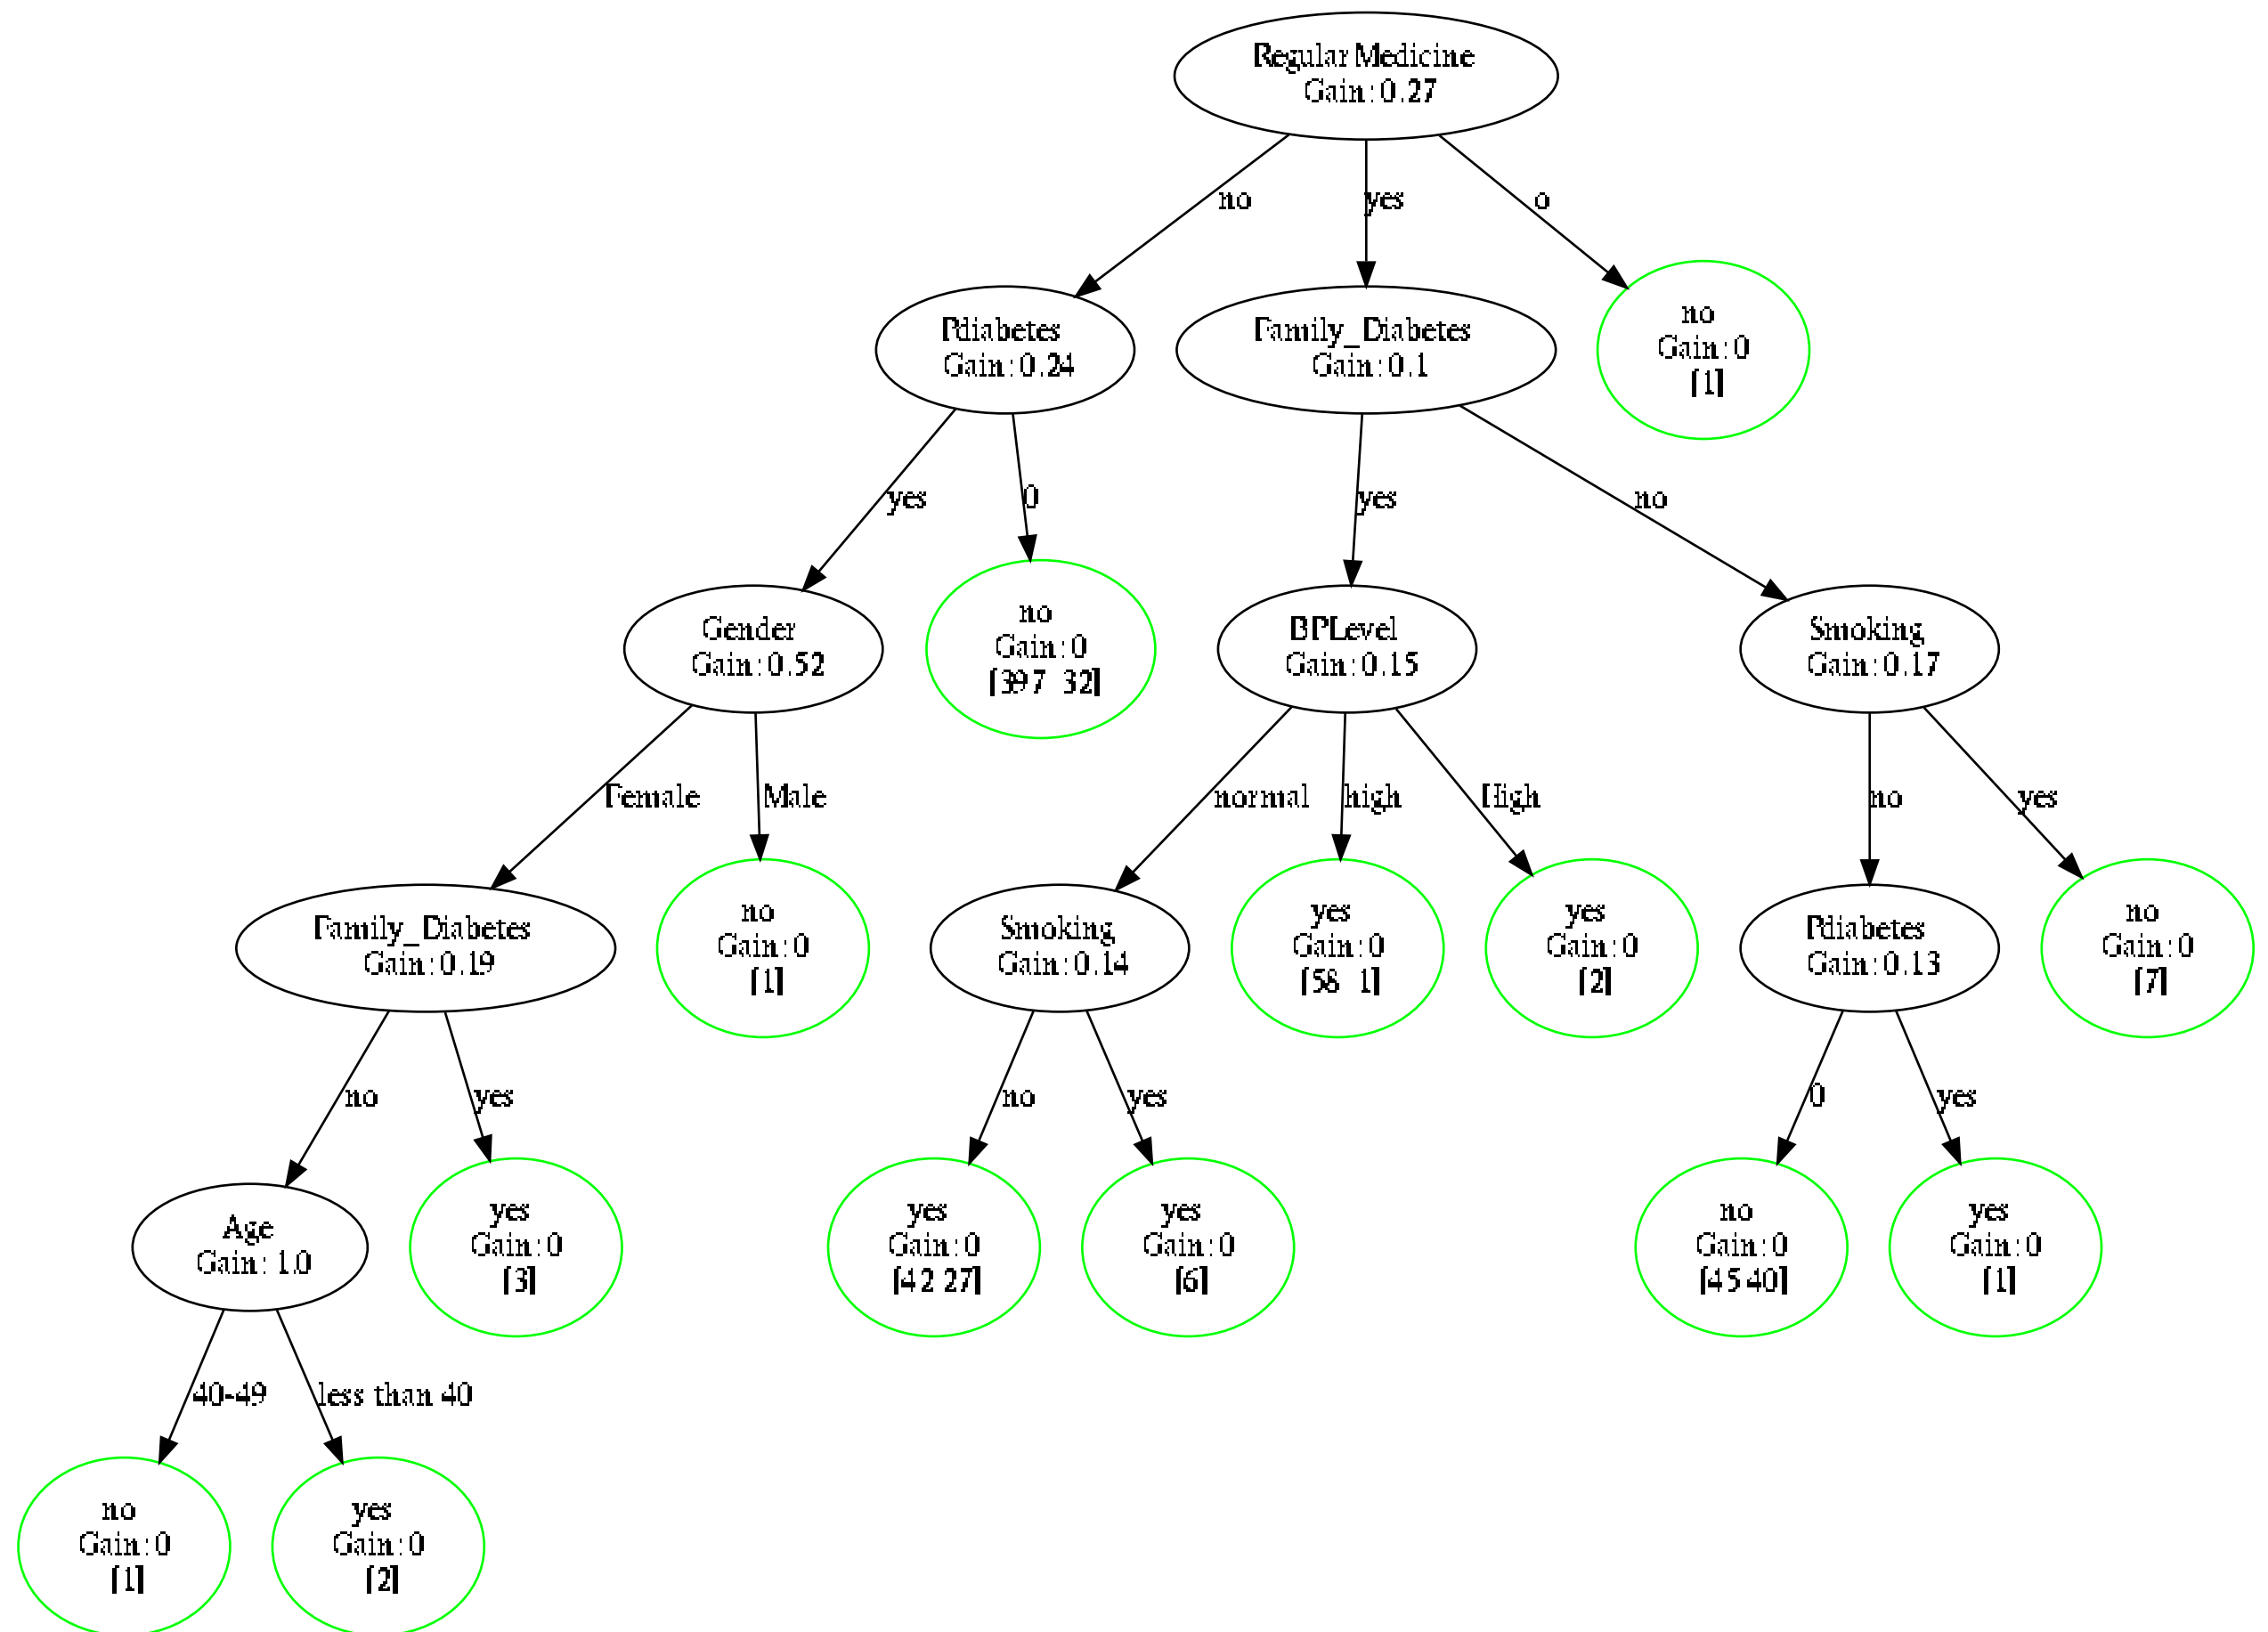 RegularMedicine
Gain:0.27
no
yes
o
Pdiabetes
Gain:0.24
Family_Diabetes
Gain:0.1
no
Gain:0
[1]
yes
0
yes
no
Gender
Gain:0.52
no
Gain:0
[397 32]
BPLevel
Gain:0.15
Smoking
Gain:0.17
Female
Male
normal
high
High
no
yes
Family_Diabetes
Gain:0.19
no
Gain:0
[1]
Smoking
Gain:0.14
yes
Gain:0
[58 1]
yes
Gain:0
[2]
Pdiabetes
Gain:0.13
no
Gain:0
[7]
no
yes
no
yes
0
yes
Age
Gain:1.0
yes
Gain:0
[3]
yes
Gain:0
[42 27]
yes
Gain:0
[6]
no
Gain:0
[45 40]
yes
Gain:0
[1]
40-49
less than 40
no
Gain:0
[1]
yes
Gain:0
[2]